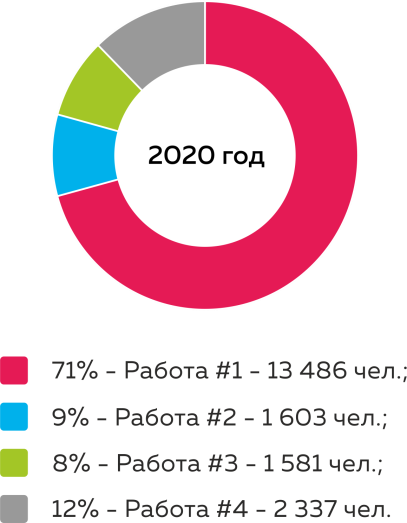 2020 год
71% - Работа #1 - 13 486 чел.;
9% - Работа #2 - 1 603 чел.;
8% - Работа #3 - 1 581 чел.;
12% - Работа #4 - 2 337 чел.